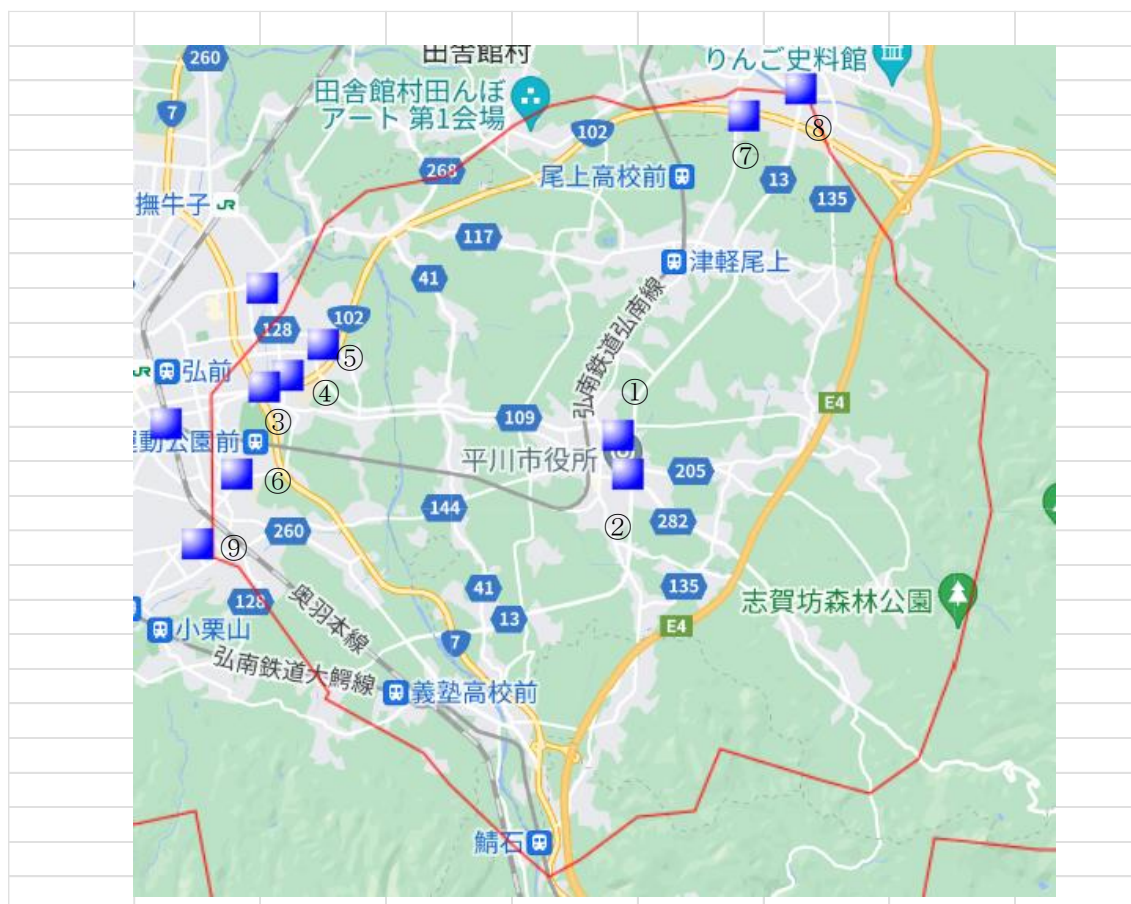 260
田舎館村
りんご史料館
7
田舎館村田んぼ
アート 第1会場
102
⑧
⑦
268
尾上高校前
13
135
撫牛子 JR
117
津軽尾上
41
弘南鉄道弘南線
128
102
⑤
JR 弘前
④
①
E4
③
109
運動公園前
平川市役所
⑥
205
②
144
282
260
⑨
41
135
志賀坊森林公園
128
奥羽本線
13
E4
小栗山
7
弘南鉄道大鰐線
義塾高校前
鯖石